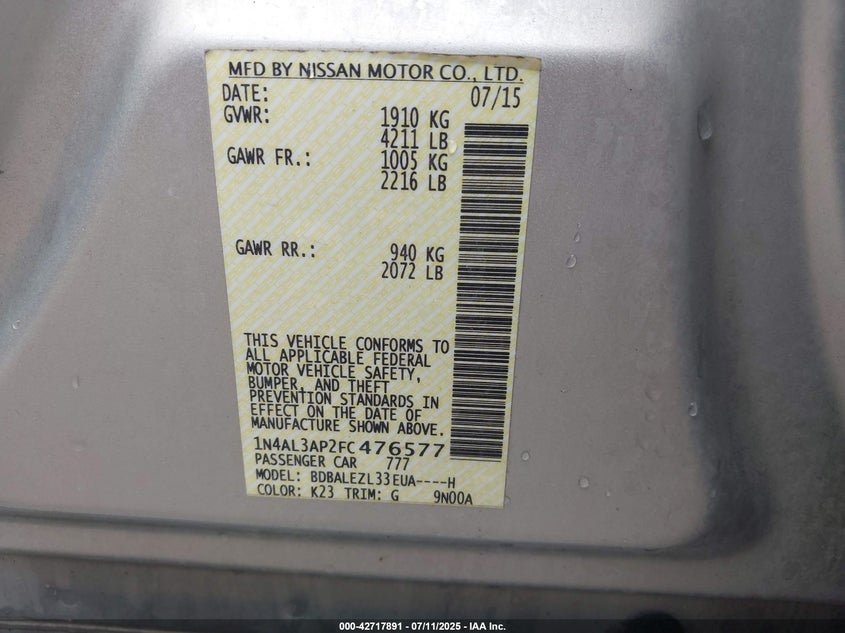 MFD BY NISSAN MOTOR CO., LTD.
DATE: 07/15
GVWR: 1910 KG
4211 LB
GAWR FR.: 1005 KG
2216 LB
GAWR RR.: 940 KG
2072 LB
THIS VEHICLE CONFORMS TO
ALL APPLICABLE FEDERAL
MOTOR VEHICLE SAFETY,
BUMPER, AND THEFT
PREVENTION STANDARDS IN
EFFECT ON THE DATE OF
MANUFACTURE SHOWN ABOVE.
1N4AL3AP2FC476577
PASSENGER CAR 777
MODEL: BDBALEZL33EUA----H
COLOR: K23 TRIM: G 9N00A
000-42717891 - 07/11/2025 - IAA Inc.